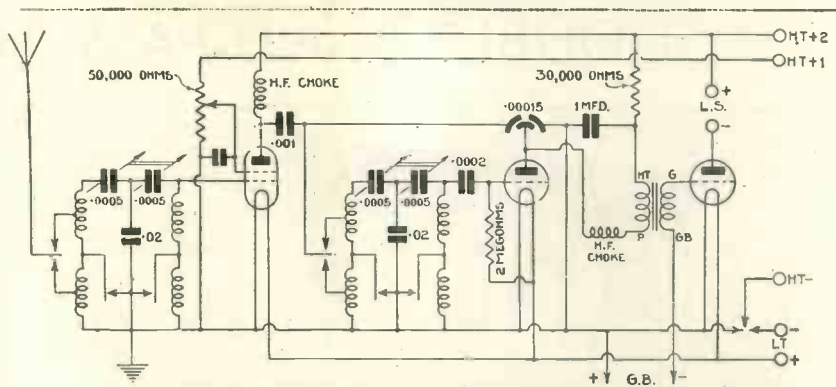 HT+2
HT+1
50,000 OHMS
H.F. CHOKE
.001
.00015
1 MFD.
30,000 OHMS
+
L.S.
-
.0005
.0005
.02
.0005
.0005
.0002
.02
2 MEGOHMS
HT
G
P
GB
H.F.
CHOKE
HT-
-
LT
+
+ G.B. -